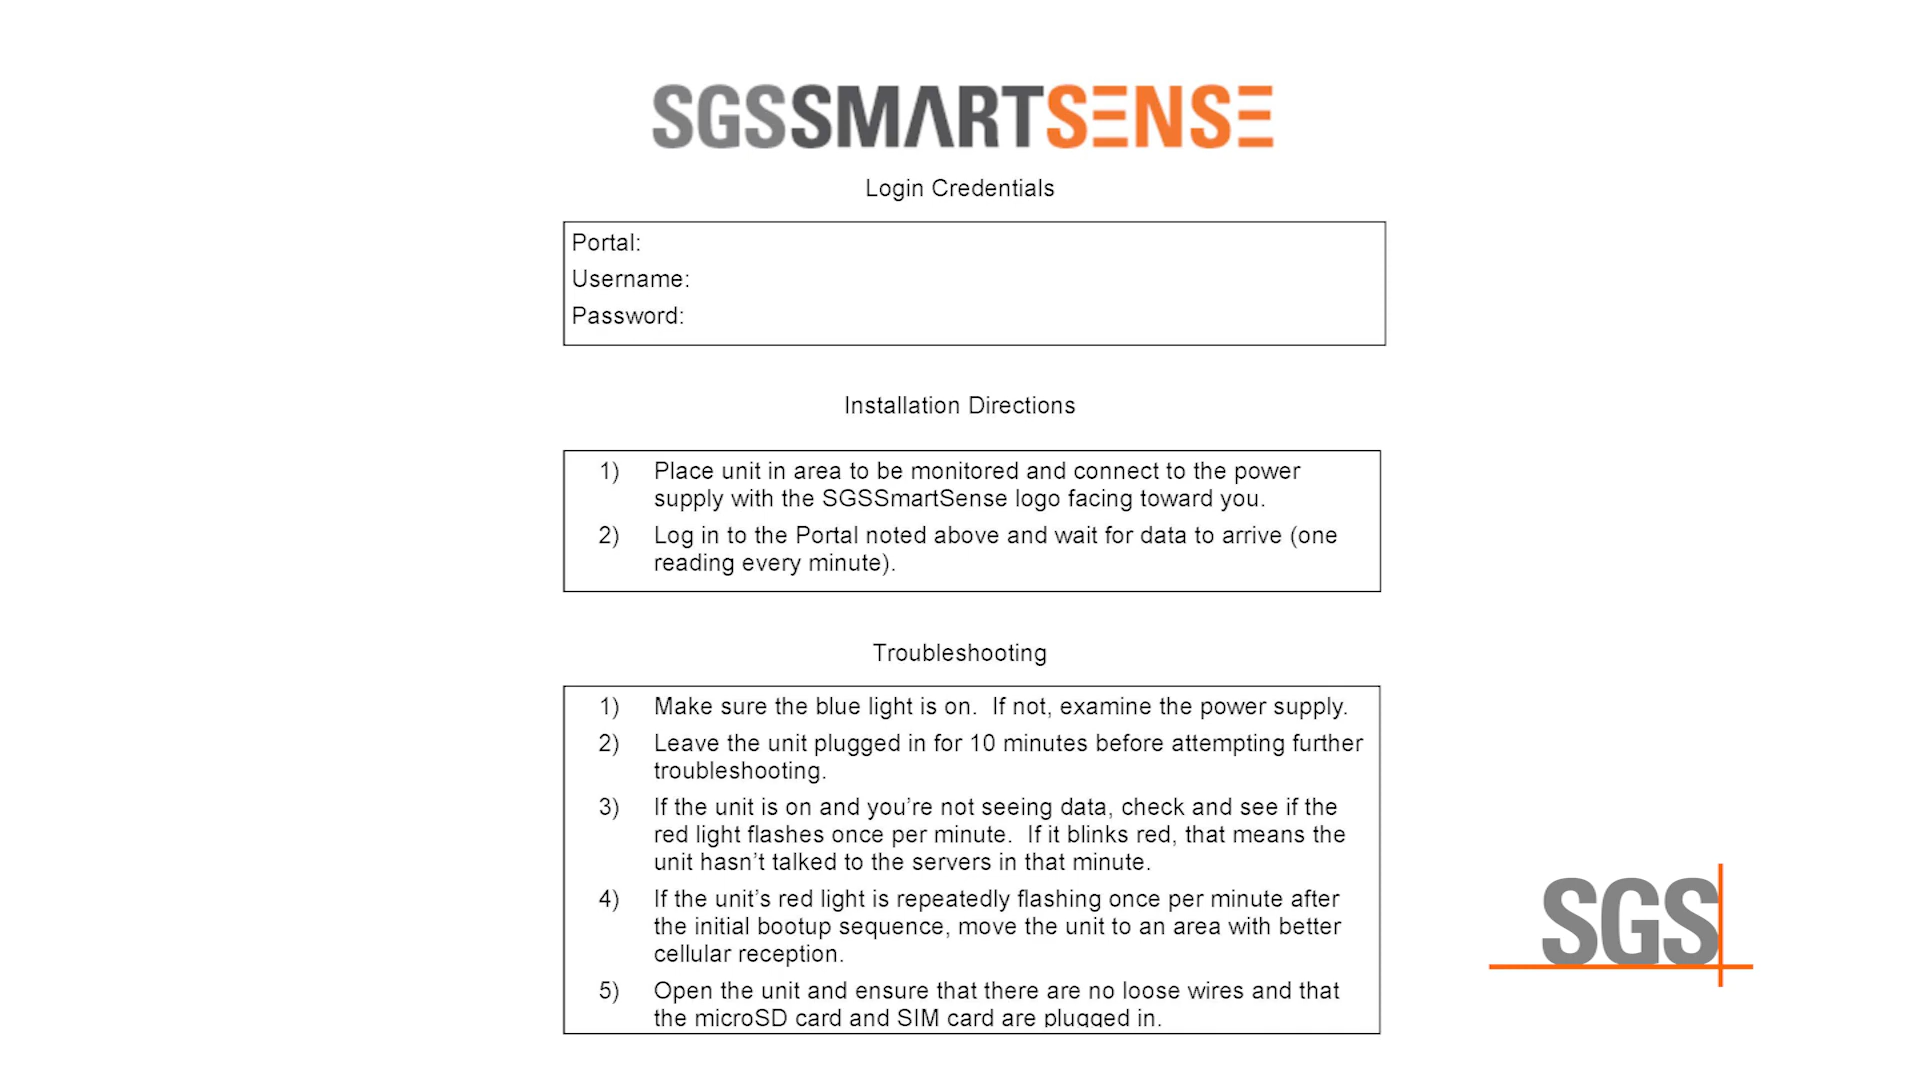 SGSSMARTSENSE
Login Credentials
Portal:
Username:
Password:
Installation Directions
1) Place unit in area to be monitored and connect to the power
supply with the SGSSmartSense logo facing toward you.
2) Log in to the Portal noted above and wait for data to arrive (one
reading every minute).
Troubleshooting
1) Make sure the blue light is on.  If not, examine the power supply.
2) Leave the unit plugged in for 10 minutes before attempting further
troubleshooting.
3) If the unit is on and you’re not seeing data, check and see if the
red light flashes once per minute.  If it blinks red, that means the
unit hasn’t talked to the servers in that minute.
4) If the unit’s red light is repeatedly flashing once per minute after
the initial bootup sequence, move the unit to an area with better
cellular reception.
5) Open the unit and ensure that there are no loose wires and that
the microSD card and SIM card are plugged in.
SGS